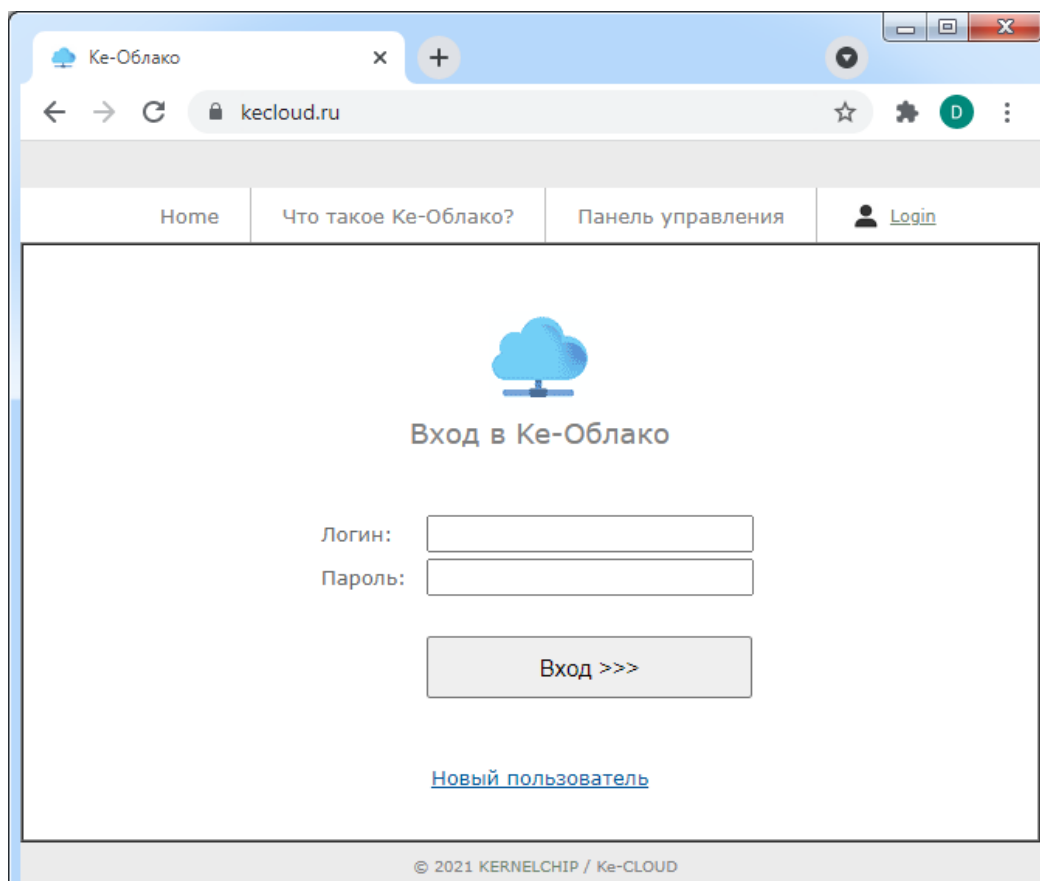 Ke-Облако
kecloud.ru
D
Home
Что такое Ке-Облако?
Панель управления
Login
Вход в Ке-Облако
Логин:
Пароль:
Вход >>>
Новый пользователь
© 2021 KERNELCHIP / Ke-CLOUD